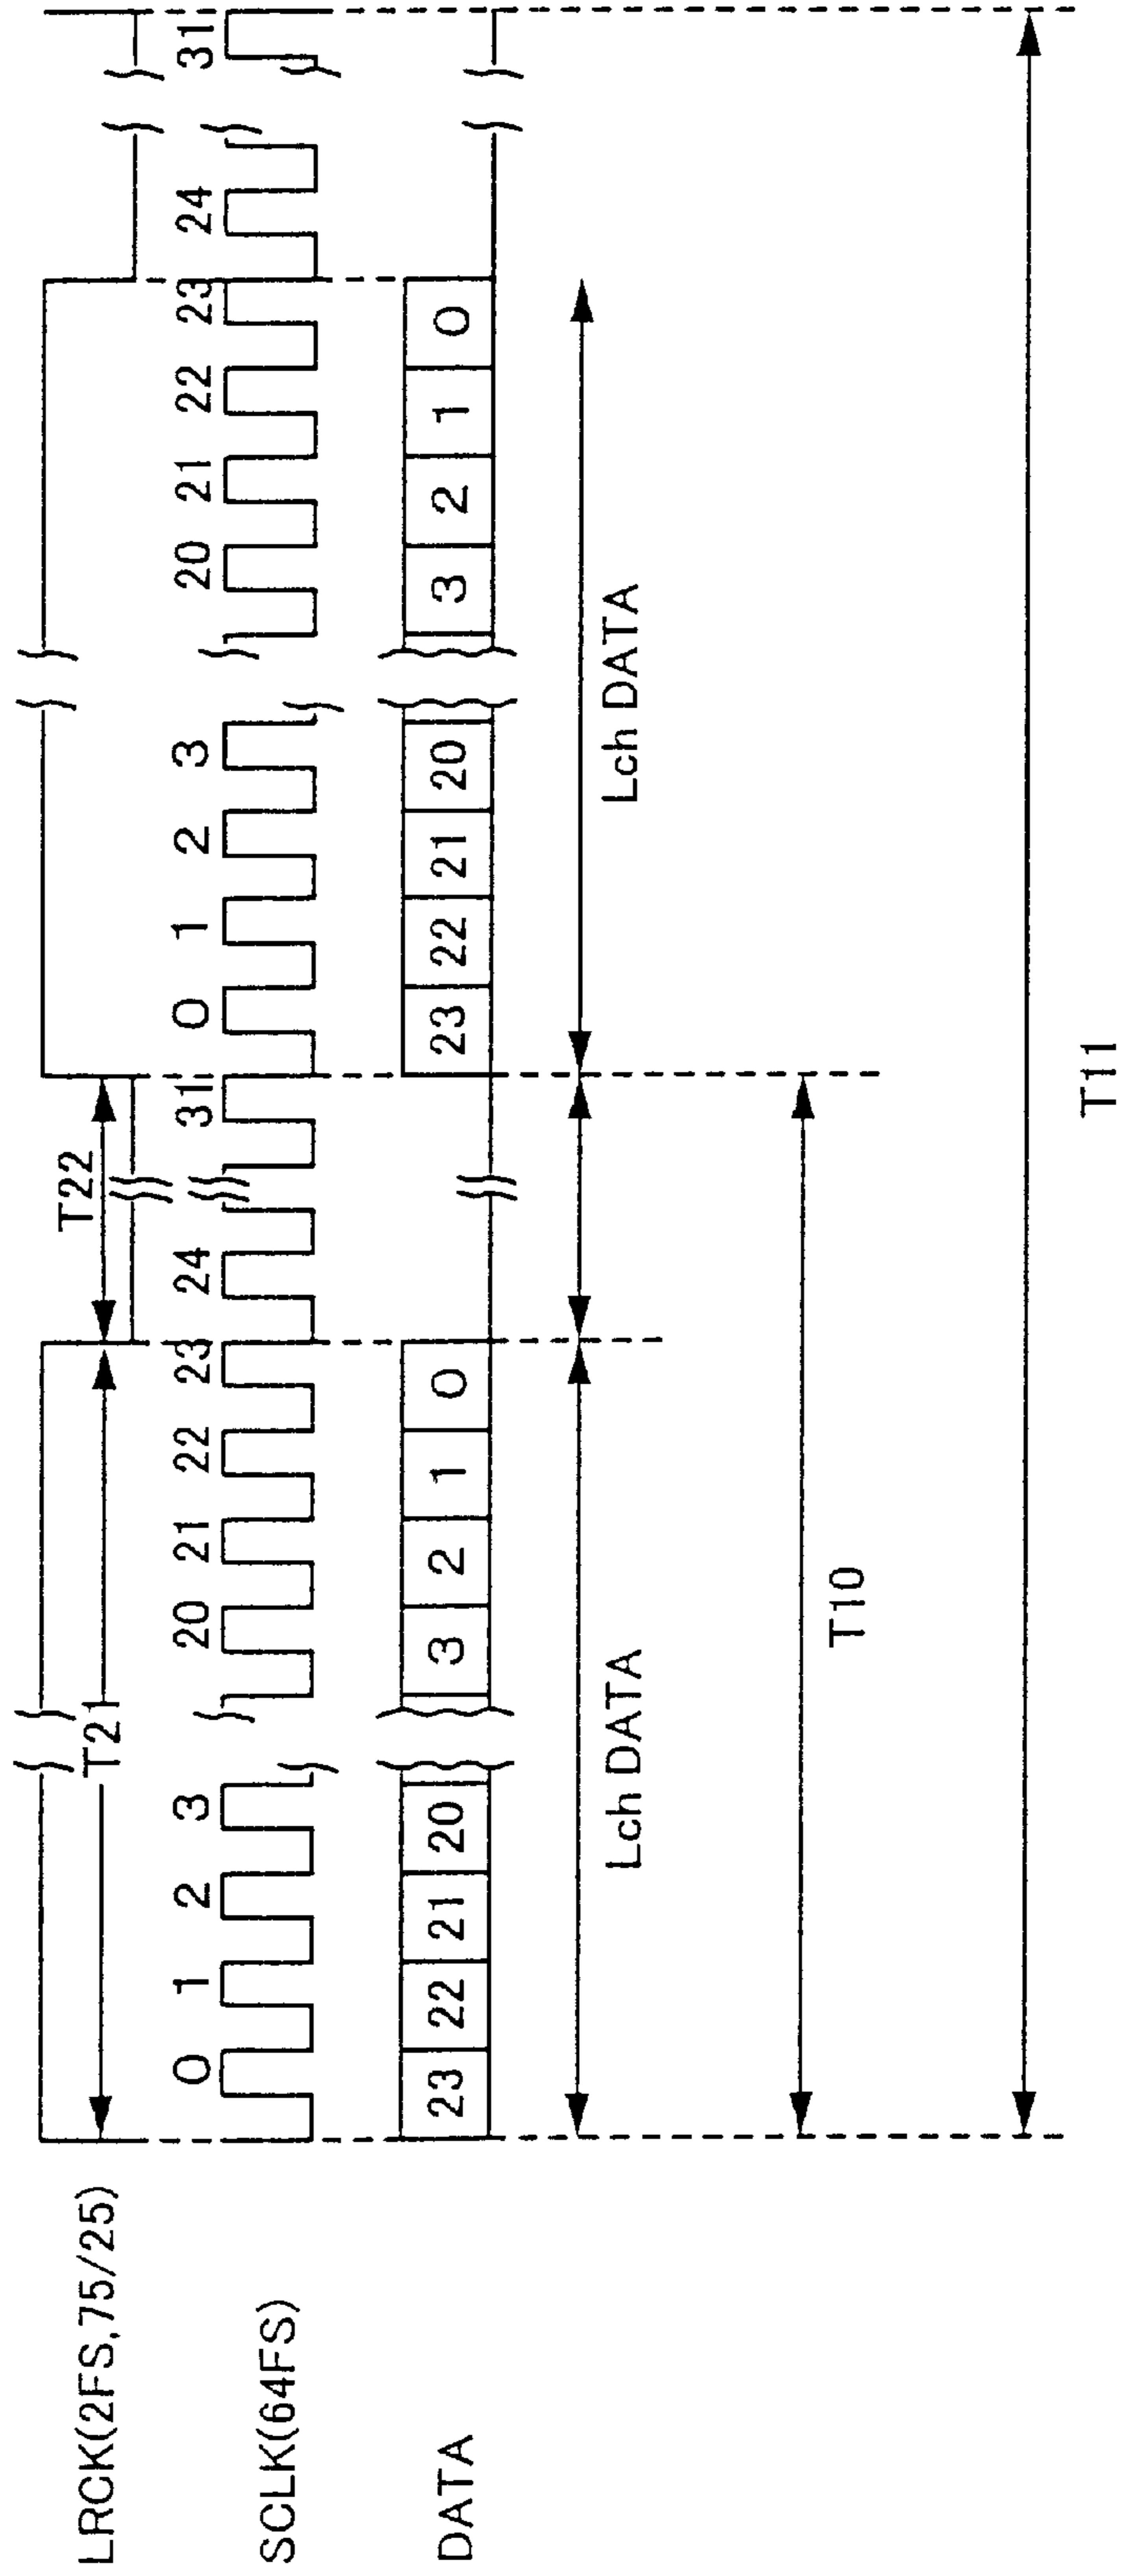 LRCK(2FS,75/25)
T21
T22
SCLK(64FS)
0 1 2 3 20 21 22 23 24 31 0 1 2 3 20 21 22 23 24 31
DATA
23 22 21 20 3 2 1 0 23 22 21 20 3 2 1 0
Lch DATA
Lch DATA
T10
T11